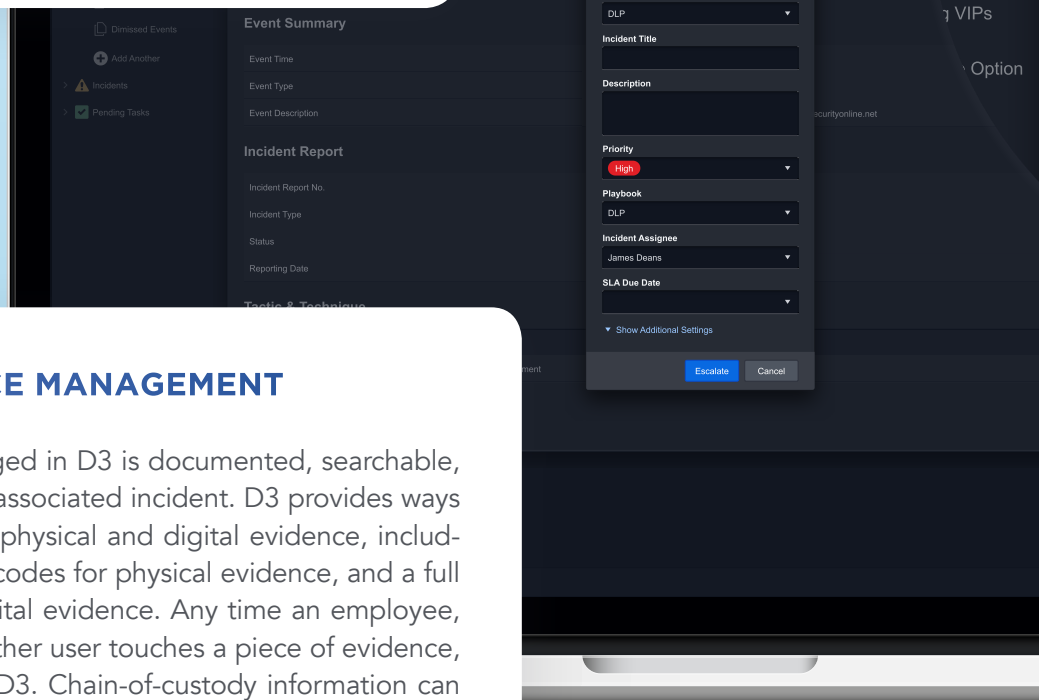 Dimissed Events
Add Another
Incidents
Pending Tasks
Event Summary
Event Time
Event Type
Event Description
Incident Report
Incident Report No.
Incident Type
Status
Reporting Date
Tactic & Technique
DLP
Incident Title
Description
Priority
High
Playbook
DLP
Incident Assignee
James Deans
SLA Due Date
Show Additional Settings
Escalate
Cancel
g VIPs
Option
ecurityonline.net
ment
CE MANAGEMENT
ged in D3 is documented, searchable,
associated incident. D3 provides ways
physical and digital evidence, includ-
codes for physical evidence, and a full
ital evidence. Any time an employee,
ther user touches a piece of evidence,
D3. Chain-of-custody information can